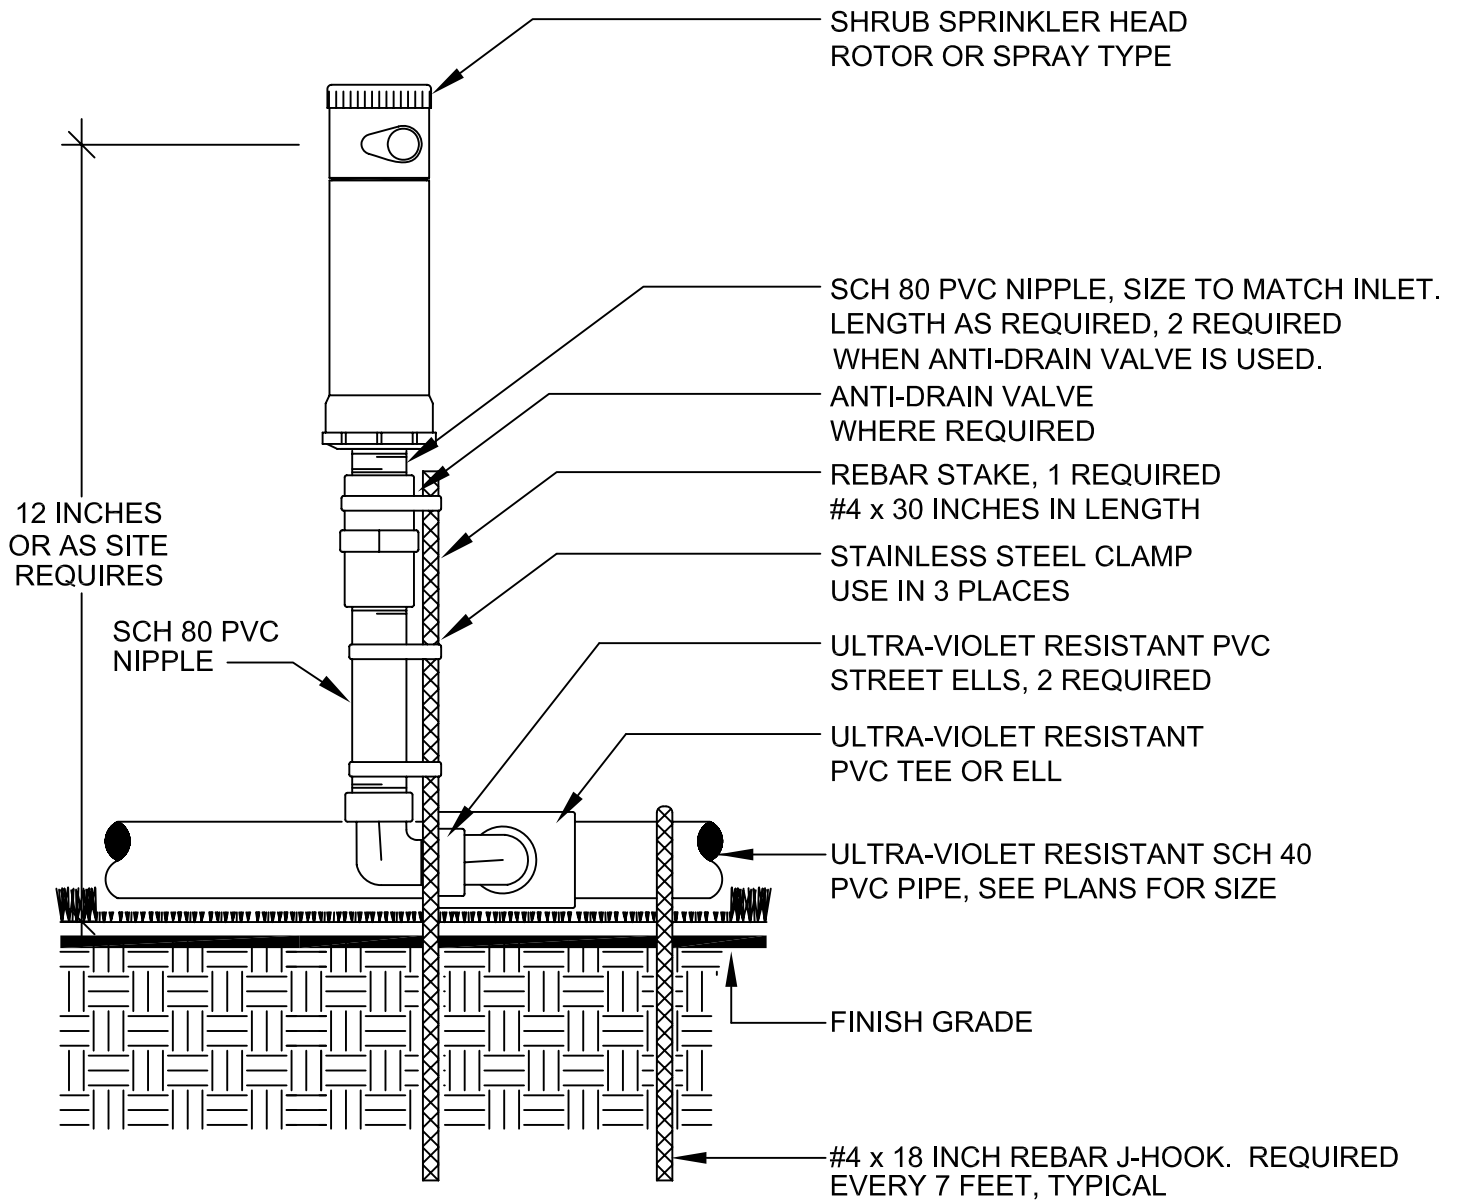 SHRUB SPRINKLER HEAD
ROTOR OR SPRAY TYPE
SCH 80 PVC NIPPLE, SIZE TO MATCH INLET.
LENGTH AS REQUIRED, 2 REQUIRED
WHEN ANTI-DRAIN VALVE IS USED.
ANTI-DRAIN VALVE
WHERE REQUIRED
REBAR STAKE, 1 REQUIRED
#4 x 30 INCHES IN LENGTH
12 INCHES
OR AS SITE
REQUIRES
STAINLESS STEEL CLAMP
USE IN 3 PLACES
SCH 80 PVC
NIPPLE
ULTRA-VIOLET RESISTANT PVC
STREET ELLS, 2 REQUIRED
ULTRA-VIOLET RESISTANT
PVC TEE OR ELL
ULTRA-VIOLET RESISTANT SCH 40
PVC PIPE, SEE PLANS FOR SIZE
FINISH GRADE
#4 x 18 INCH REBAR J-HOOK.  REQUIRED
EVERY 7 FEET, TYPICAL